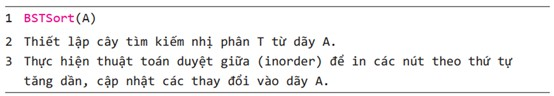 1 BSTSort(A)
2 Thiết lập cây tìm kiếm nhị phân T từ dãy A.
3 Thực hiện thuật toán duyệt giữa (inorder) để in các nút theo thứ tự
tăng dần, cập nhật các thay đổi vào dãy A.